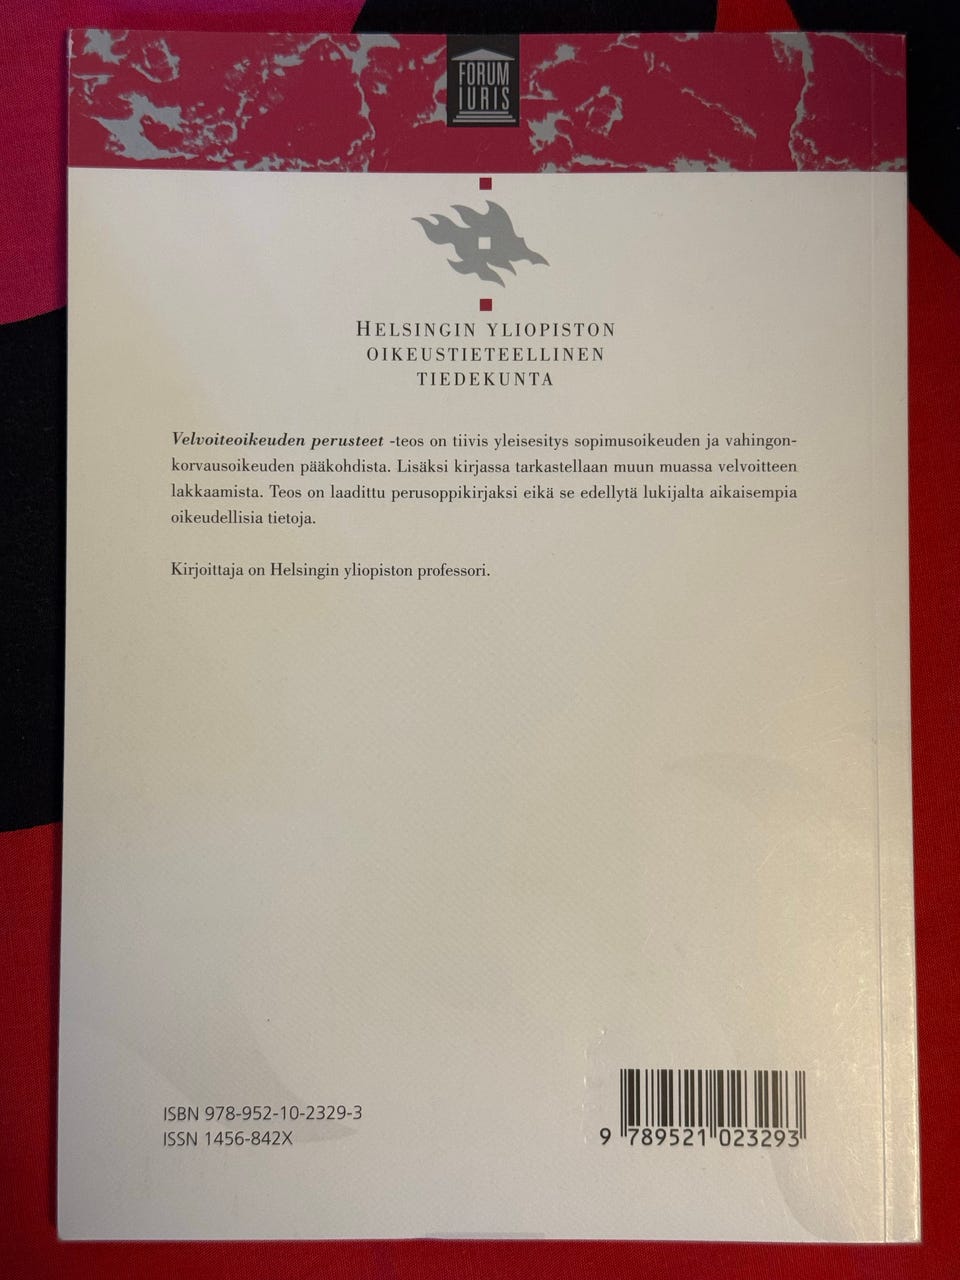 FORUM
IURIS
HELSINGIN YLIOPISTON
OIKEUSTIETEELLINEN
TIEDEKUNTA
Velvoiteoikeuden perusteet -teos on tiivis yleisesitys sopimusoikeuden ja vahingon-
korvausoikeuden pääkohdista. Lisäksi kirjassa tarkastellaan muun muassa velvoitteen
lakkaamista. Teos on laadittu perusoppikirjaksi eikä se edellytä lukijalta aikaisempia
oikeudellisia tietoja.
Kirjoittaja on Helsingin yliopiston professori.
ISBN 978-952-10-2329-3
ISSN 1456-842X
9 789521 023293